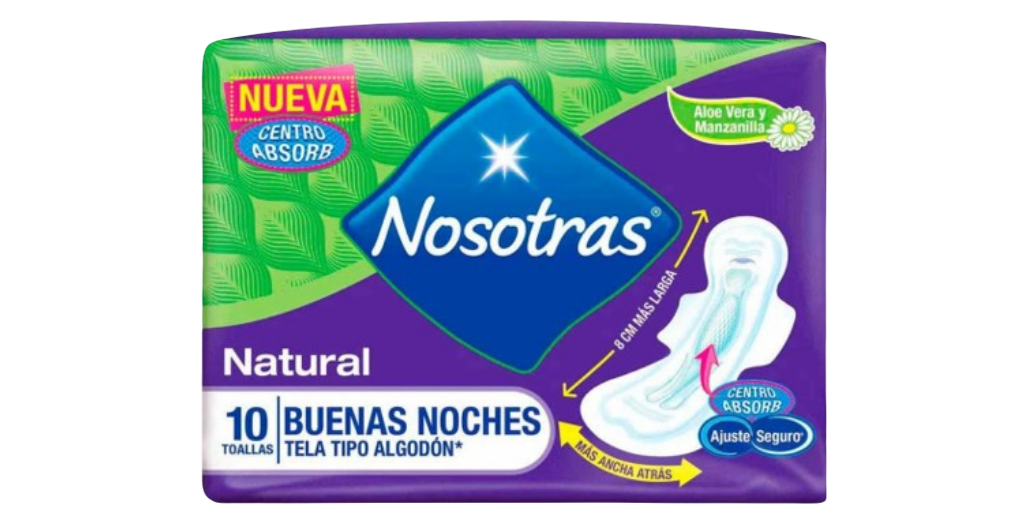 NUEVA
CENTRO
ABSORB
Aloe Vera y
Manzanilla
Nosotras®
8 CM MÁS LARGA
Natural
10
TOALLAS
BUENAS NOCHES
TELA TIPO ALGODÓN*
CENTRO
ABSORB
Ajuste Seguro®
MÁS ANCHA ATRÁS